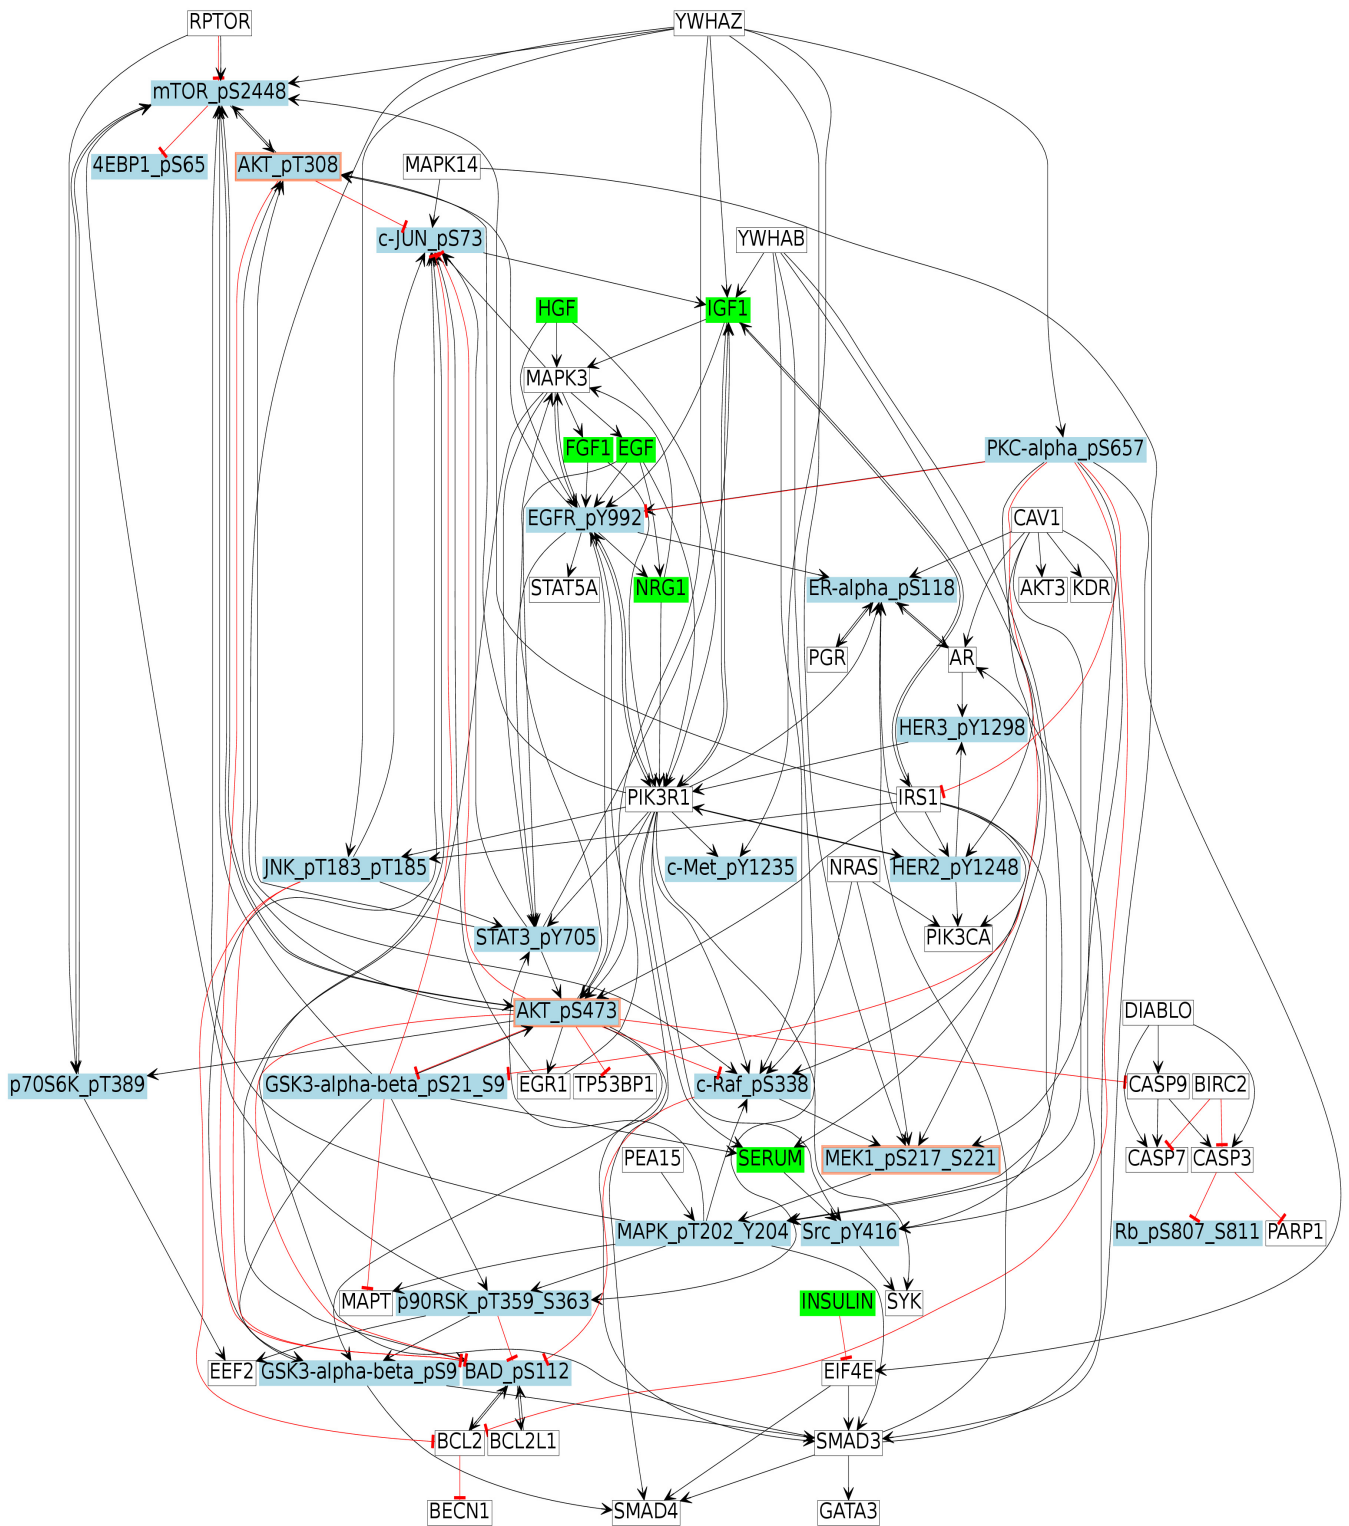 RPTOR
YWHAZ
mTOR_pS2448
4EBP1_pS65
AKT_pT308
MAPK14
c-JUN_pS73
YWHAB
HGF
IGF1
MAPK3
FGF1
EGF
PKC-alpha_pS657
EGFR_pY992
CAV1
STAT5A
NRG1
ER-alpha_pS118
AKT3
KDR
PGR
AR
HER3_pY1298
PIK3R1
IRS1
JNK_pT183_pT185
c-Met_pY1235
NRAS
HER2_pY1248
STAT3_pY705
PIK3CA
AKT_pS473
DIABLO
p70S6K_pT389
GSK3-alpha-beta_pS21_S9
EGR1
TP53BP1
c-Raf_pS338
CASP9
BIRC2
PEA15
SERUM
MEK1_pS217_S221
CASP7
CASP3
MAPK_pT202_Y204
Src_pY416
Rb_pS807_S811
PARP1
MAPT
p90RSK_pT359_S363
INSULIN
SYK
EEF2
GSK3-alpha-beta_pS9
BAD_pS112
EIF4E
BCL2
BCL2L1
SMAD3
BECN1
SMAD4
GATA3